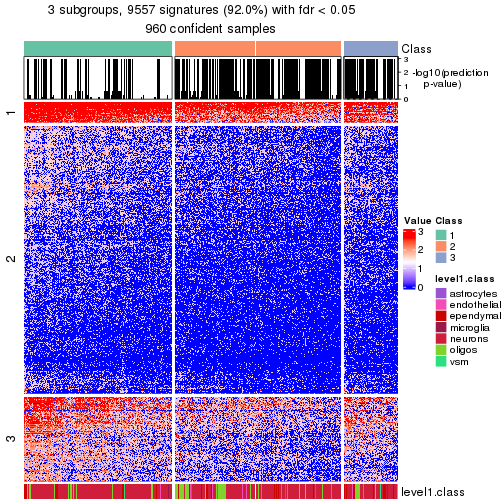 3 subgroups, 9557 signatures (92.0%) with fdr < 0.05
960 confident samples
Class
3
2
1
0
-log10(prediction
p-value)
1
2
3
Value
3
2
1
0
Class
1
2
3
level1.class
astrocytes
endothelial
ependymal
microglia
neurons
oligos
vsm
level1.class